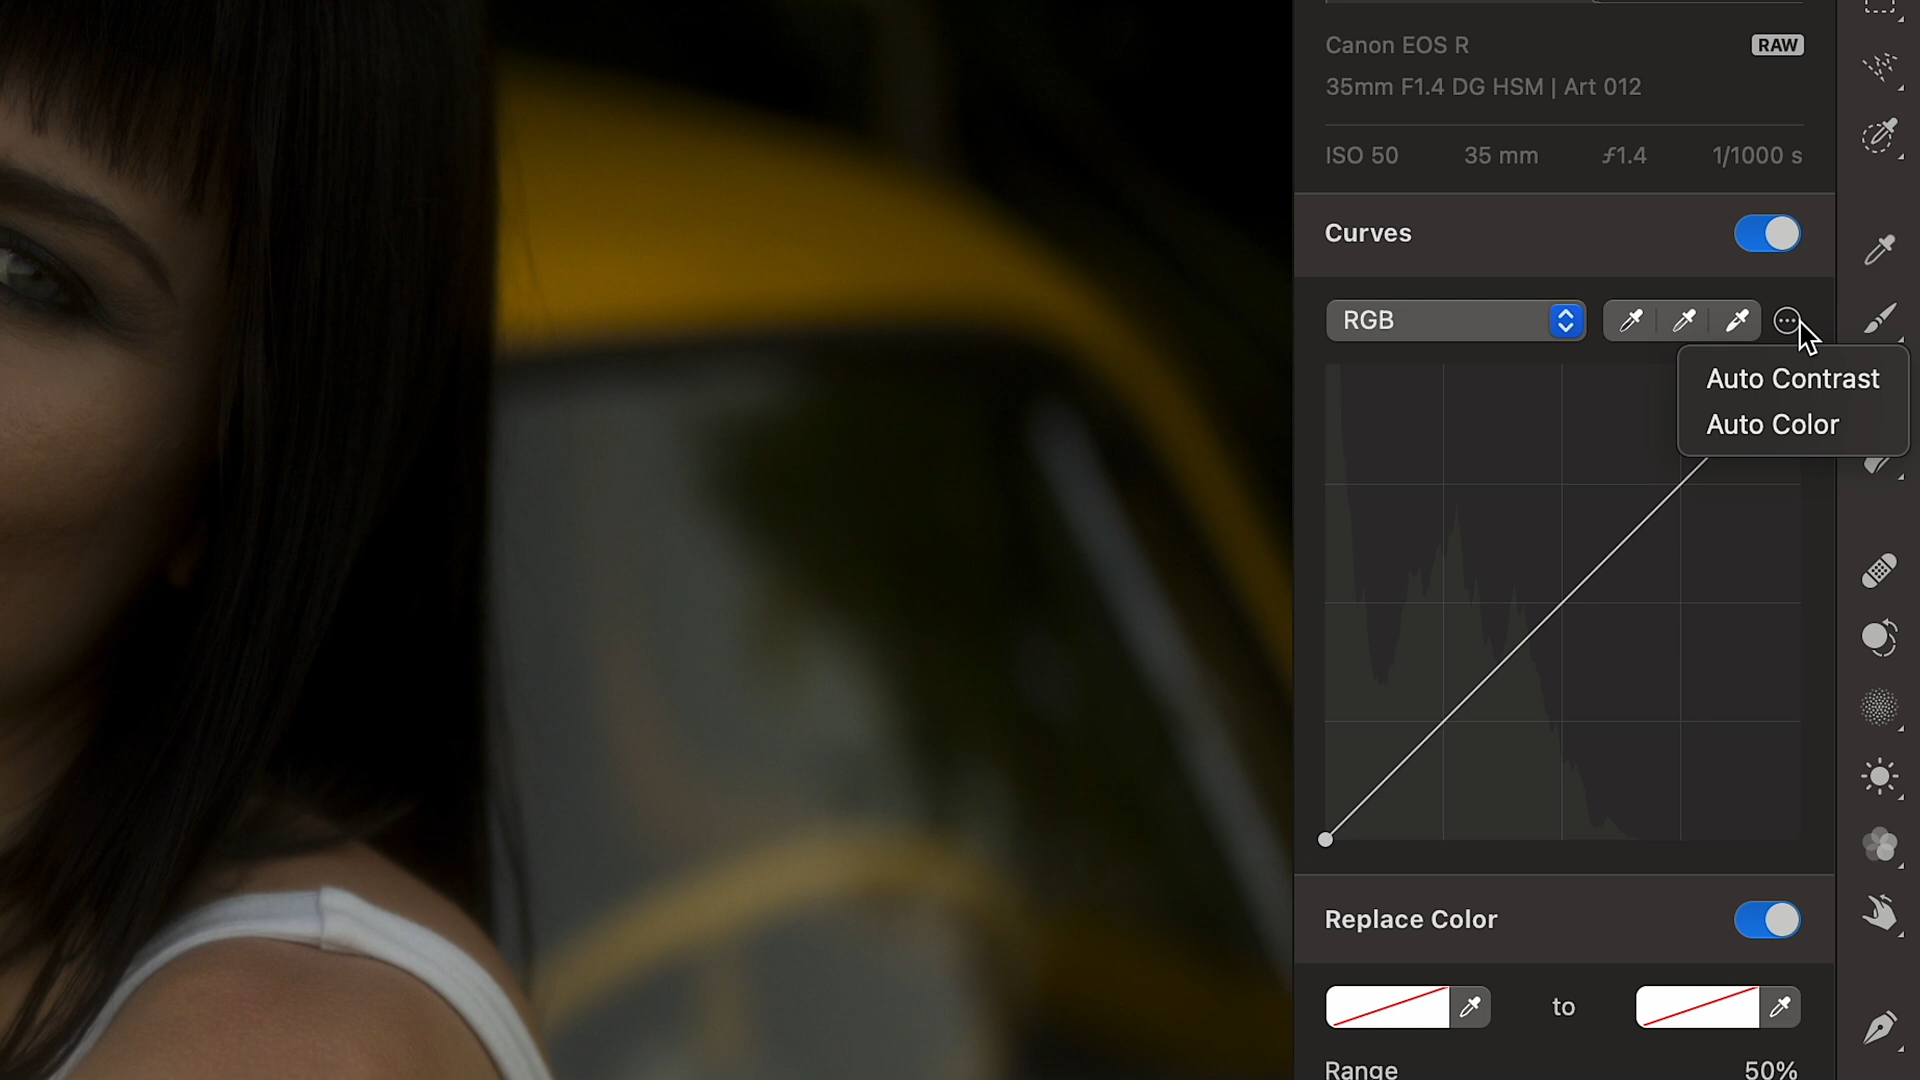 Canon EOS R
RAW
35mm F1.4 DG HSM | Art 012
ISO 50
35 mm
ƒ1.4
1/1000 s
Curves
RGB
Auto Contrast
Auto Color
Replace Color
to
Range
50%